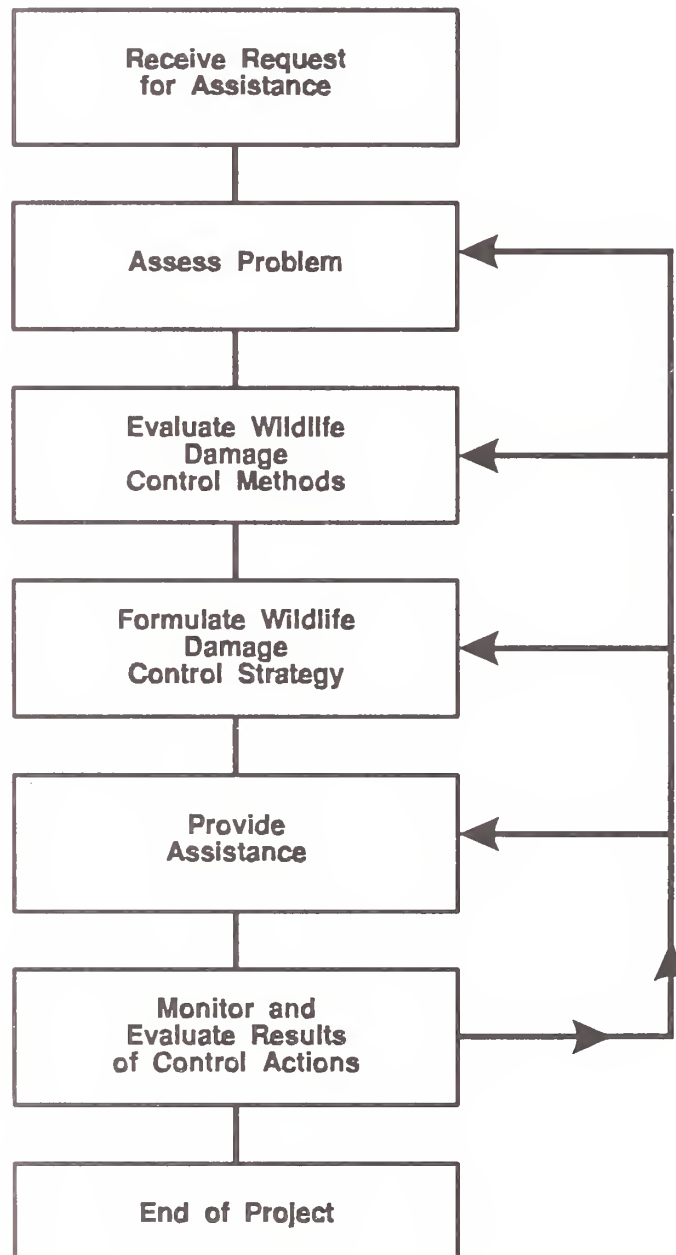 Receive Request
for Assistance
Assess Problem
Evaluate Wildlife
Damage
Control Methods
Formulate Wildlife
Damage
Control Strategy
Provide
Assistance
Monitor and
Evaluate Results
of Control Actions
End of Project